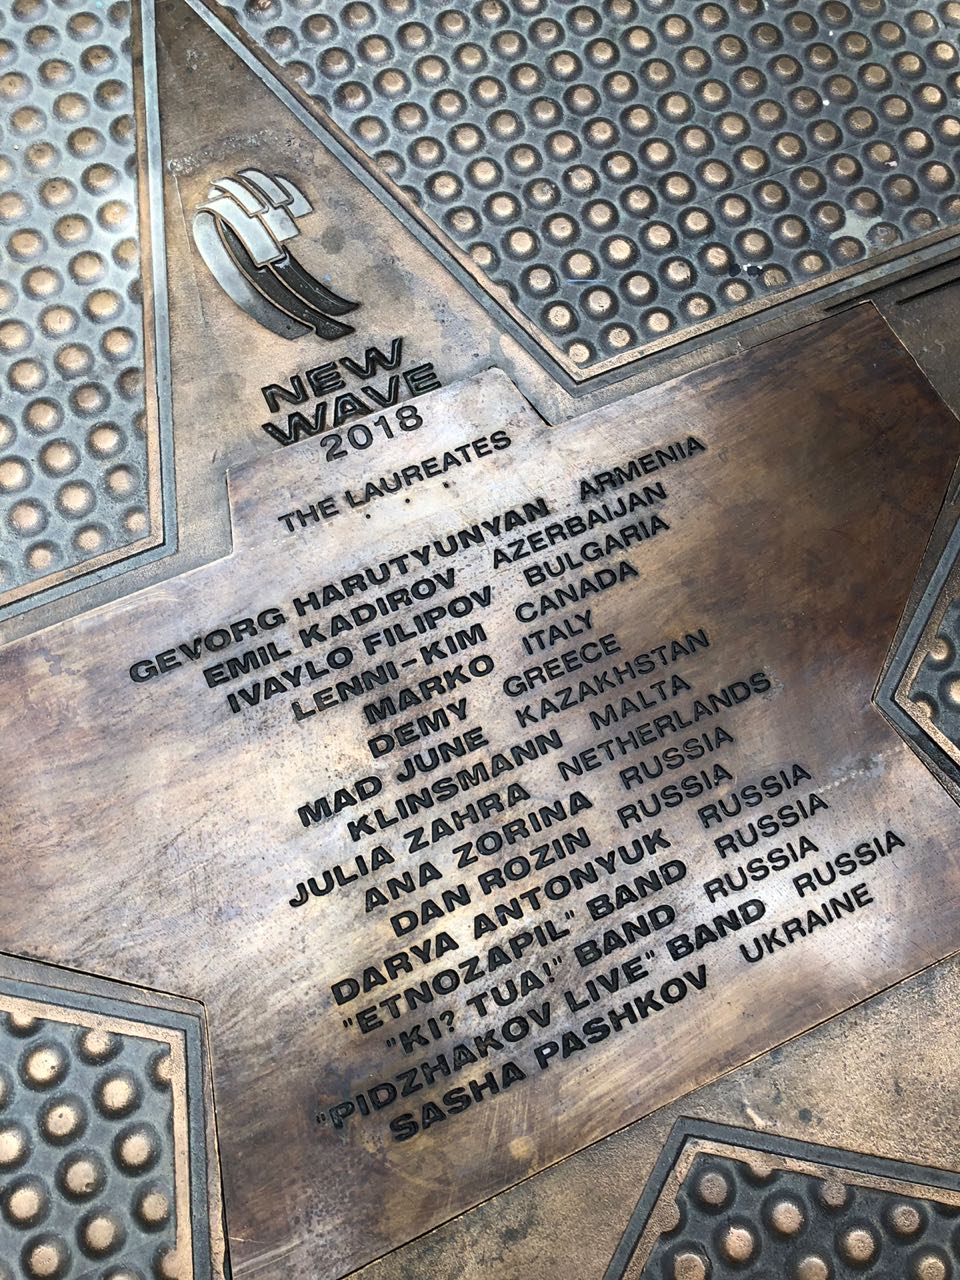 NEW
WAVE
2018
THE LAUREATES
• • •
GEVORG HARUTYUNYAN ARMENIA
EMIL KADIROV AZERBAIJAN
IVAYLO FILIPOV BULGARIA
LENNI-KIM CANADA
MARKO ITALY
DEMY GREECE
MAD JUNE KAZAKHSTAN
KLINSMANN MALTA
JULIA ZAHRA NETHERLANDS
ANA ZORINA RUSSIA
DAN ROZIN RUSSIA
DARYA ANTONYUK RUSSIA
"ETNOZAPIL" BAND RUSSIA
"KI? TUA!" BAND RUSSIA
"PIDZHAKOV LIVE" BAND RUSSIA
SASHA PASHKOV UKRAINE